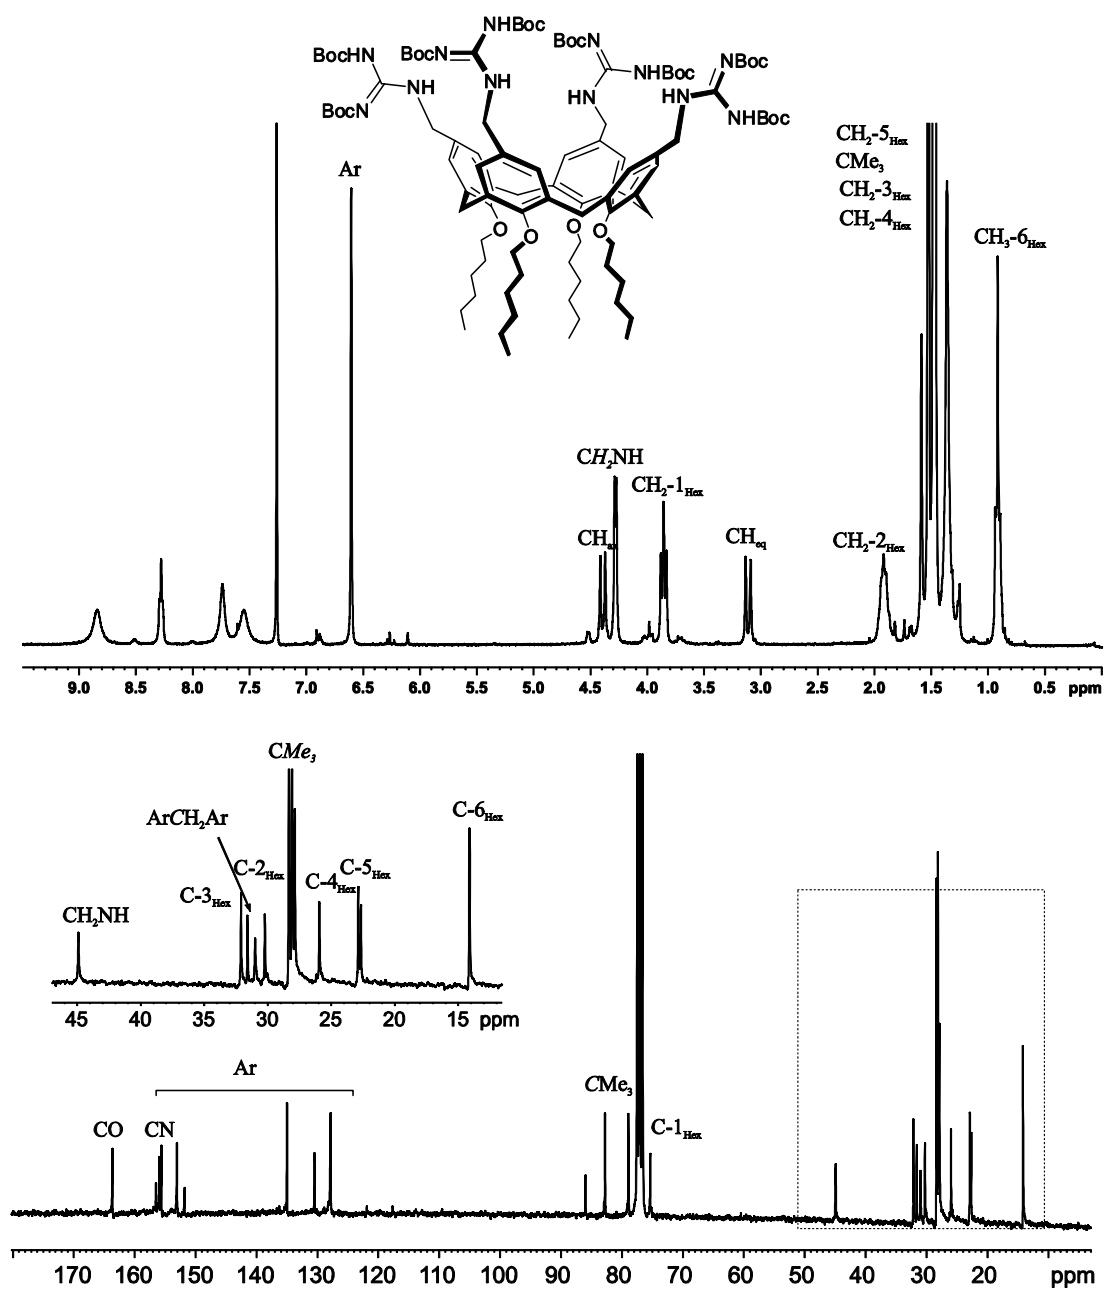 NHBoc
BocHN
BocN
NH
BocN
NH
BocN
NHBoc
HN
NBoc
HN
NHBoc
O
O
O
O
Ar
CH2-5Hex
CMe3
CH2-3Hex
CH2-4Hex
CH3-6Hex
CH2NH
CH2-1Hex
CHax
CHeq
CH2-2Hex
9.0 8.5 8.0 7.5 7.0 6.5 6.0 5.5 5.0 4.5 4.0 3.5 3.0 2.5 2.0 1.5 1.0 0.5 ppm
CMe3
ArCH2Ar
C-6Hex
C-2Hex
C-5Hex
C-3Hex
C-4Hex
CH2NH
45 40 35 30 25 20 15 ppm
Ar
CMe3
CO
CN
C-1Hex
170 160 150 140 130 120 110 100 90 80 70 60 50 40 30 20 ppm